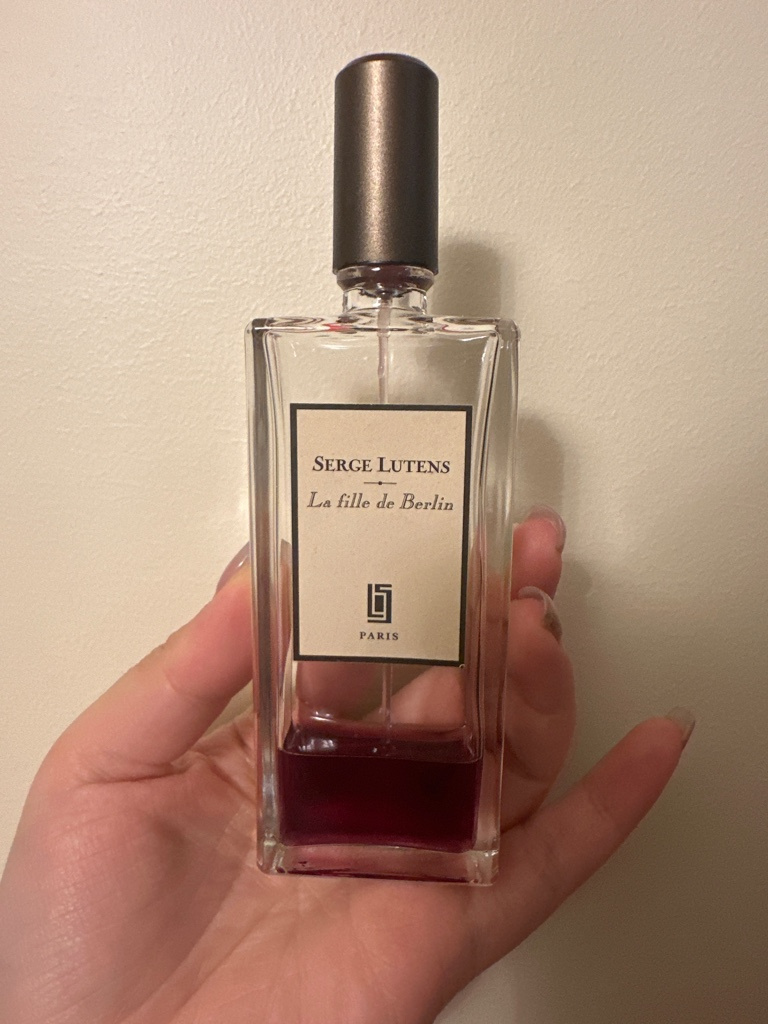 SERGE LUTENS
La fille de Berlin
PARIS